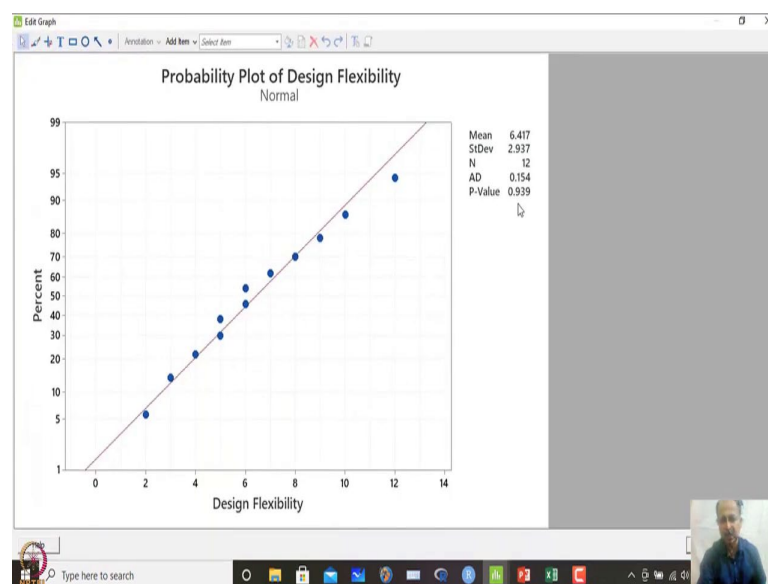 Edit Graph
Annotation Add Item Select Item
Probability Plot of Design Flexibility
Normal
99
95
90
80
70
60
50
40
30
20
10
5
1
Percent
0 2 4 6 8 10 12 14
Design Flexibility
Mean 6.417
StDev 2.937
N 12
AD 0.154
P-Value 0.939
Type here to search